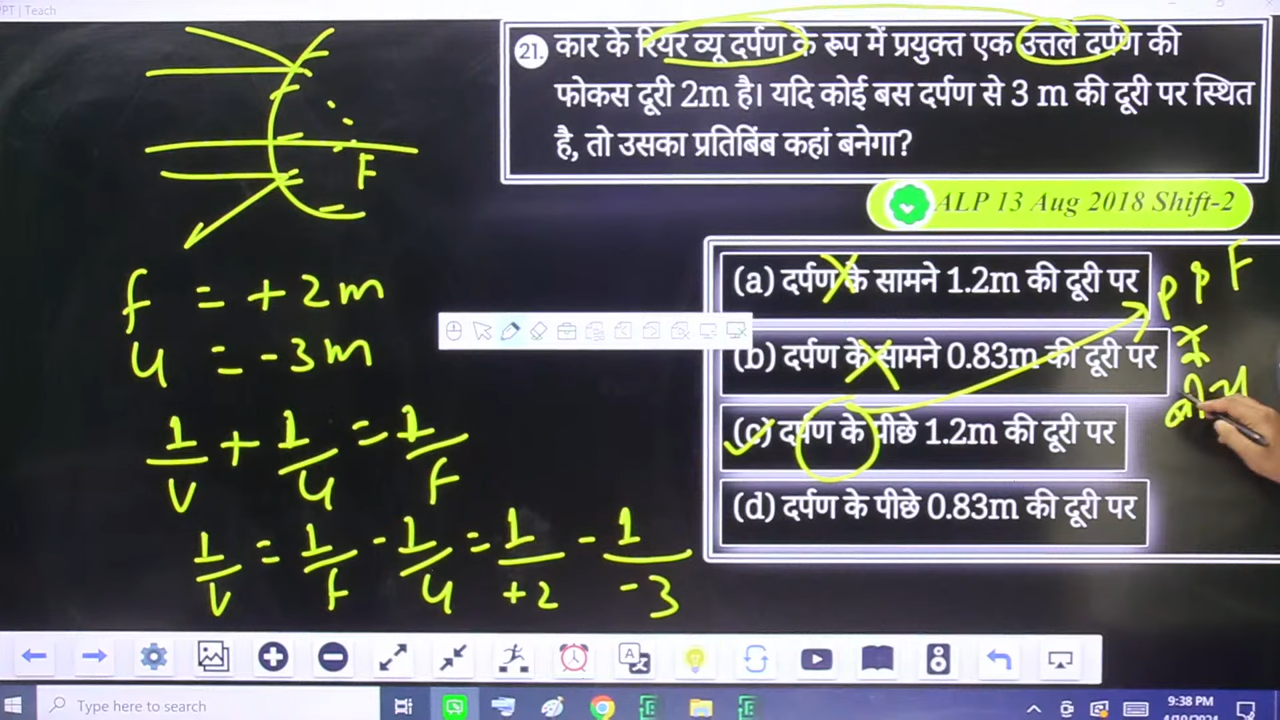 PPT | Teach
21. कार के रियर व्यू दर्पण के रूप में प्रयुक्त एक उत्तल दर्पण की
फोकस दूरी 2m है। यदि कोई बस दर्पण से 3 m की दूरी पर स्थित
है, तो उसका प्रतिबिंब कहां बनेगा?
ALP 13 Aug 2018 Shift-2
(a) दर्पण के सामने 1.2m की दूरी पर
(b) दर्पण के सामने 0.83m की दूरी पर
(c) दर्पण के पीछे 1.2m की दूरी पर
(d) दर्पण के पीछे 0.83m की दूरी पर
P P F
F
f = +2m
u = -3m
1/v + 1/u = 1/f
1/v = 1/f - 1/u = 1/+2 - 1/-3
Type here to search
9:38 PM